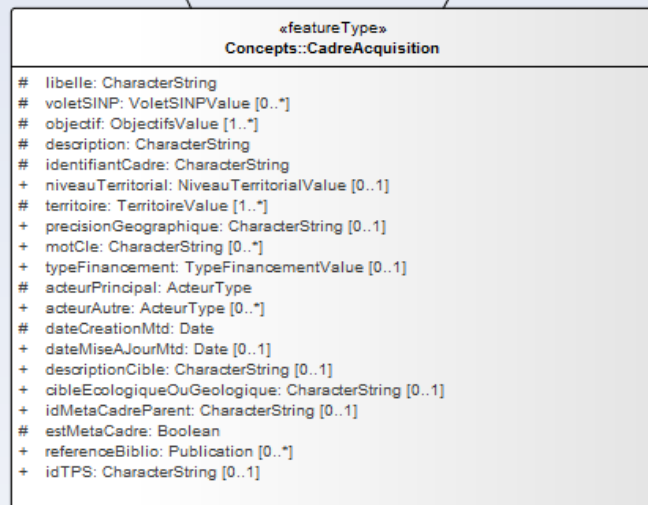 «featureType»
Concepts::CadreAcquisition
# libelle: CharacterString
# voletSINP: VoletSINPValue [0..*]
# objectif: ObjectifsValue [1..*]
# description: CharacterString
# identifiantCadre: CharacterString
+ niveauTerritorial: NiveauTerritorialValue [0..1]
# territoire: TerritoireValue [1..*]
+ precisionGeographique: CharacterString [0..1]
+ motCle: CharacterString [0..*]
+ typeFinancement: TypeFinancementValue [0..1]
# acteurPrincipal: ActeurType
+ acteurAutre: ActeurType [0..*]
# dateCreationMtd: Date
+ dateMiseAJourMtd: Date [0..1]
+ descriptionCible: CharacterString [0..1]
+ cibleEcologiqueOuGeologique: CharacterString [0..1]
+ idMetaCadreParent: CharacterString [0..1]
# estMetaCadre: Boolean
+ referenceBiblio: Publication [0..*]
+ idTPS: CharacterString [0..1]